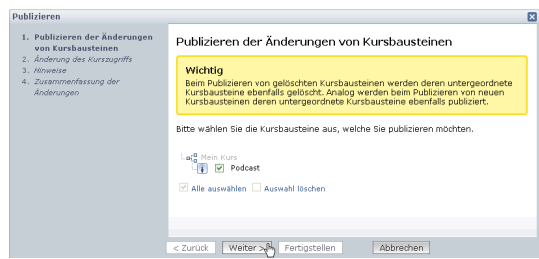 Publizieren
1. Publizieren der Änderungen
von Kursbausteinen
2. Änderung des Kurszugriffs
3. Hinweise
4. Zusammenfassung der
Änderungen
Publizieren der Änderungen von Kursbausteinen
Wichtig
Beim Publizieren von gelöschten Kursbausteinen werden deren untergeordnete
Kursbausteine ebenfalls gelöscht. Analog werden beim Publizieren von neuen
Kursbausteinen deren untergeordnete Kursbausteine ebenfalls publiziert.
Bitte wählen Sie die Kursbausteine aus, welche Sie publizieren möchten.
Mein Kurs
Podcast
Alle auswählen Auswahl löschen
< Zurück Weiter > Fertigstellen Abbrechen